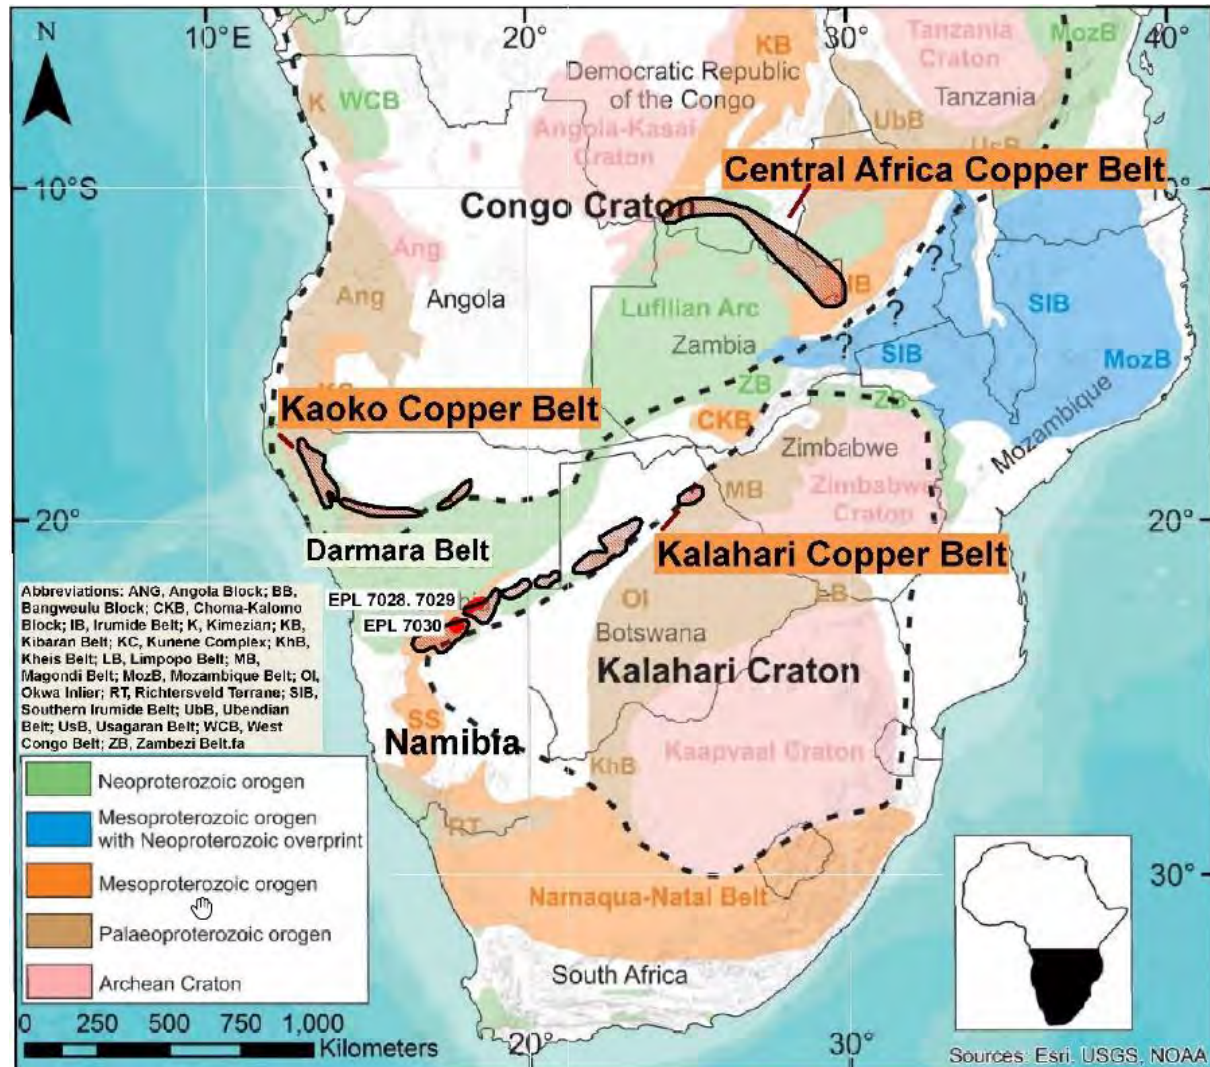 N
10°E
20°
30°
40°
KB
Tanzania
Craton
MozB
Democratic Republic
of the Congo
Tanzania
K
WCB
Angola-Kasai
Craton
UbB
UsB
Central Africa Copper Belt
10°S
10°
Congo Craton
Ang
Ang
Angola
IB
Lufilian Arc
Zambia
?
?
?
SIB
SIB
MozB
ZB
ZB
Kaoko Copper Belt
CKB
Mozambique
Zimbabwe
MB
Zimbabwe
Craton
20°
20°
Darmara Belt
Kalahari Copper Belt
Abbreviations: ANG, Angola Block; BB,
Bangweulu Block; CKB, Choma-Kalomo
Block; IB, Irumide Belt; K, Kimezian; KB,
Kibaran Belt; KC, Kunene Complex; KhB,
Kheis Belt; LB, Limpopo Belt; MB,
Magondi Belt; MozB, Mozambique Belt; OI,
Okwa Inlier; RT, Richtersveld Terrane; SIB,
Southern Irumide Belt; UbB, Ubendian
Belt; UsB, Usagaran Belt; WCB, West
Congo Belt; ZB, Zambezi Belt.fa
EPL 7028. 7029
EPL 7030
OI
LB
Botswana
Kalahari Craton
SS
Namibia
Kaapvaal Craton
KhB
RT
Neoproterozoic orogen
Mesoproterozoic orogen
with Neoproterozoic overprint
Mesoproterozoic orogen
Palaeoproterozoic orogen
Archean Craton
30°
Namaqua-Natal Belt
South Africa
0 250 500 750 1,000
Kilometers
20°
30°
Sources: Esri, USGS, NOAA